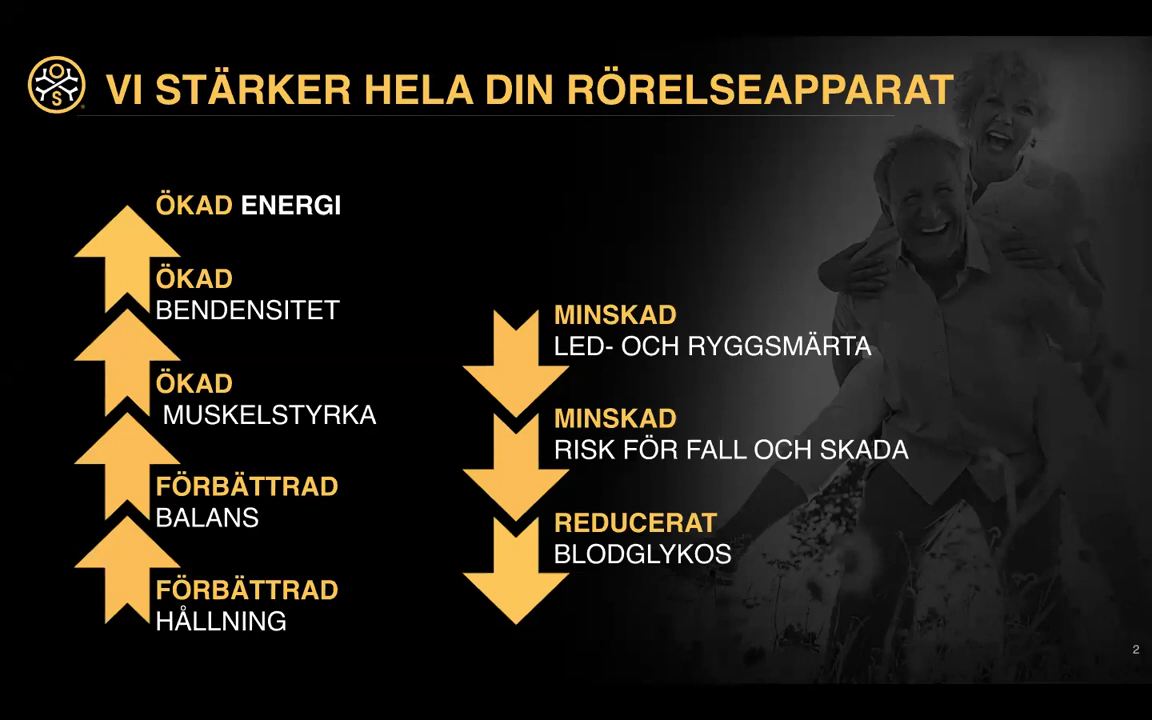 VI STÄRKER HELA DIN RÖRELSEAPPARAT
ÖKAD ENERGI
ÖKAD
BENDENSITET
ÖKAD
MUSKELSTYRKA
FÖRBÄTTRAD
BALANS
FÖRBÄTTRAD
HÅLLNING
MINSKAD
LED- OCH RYGGSMÄRTA
MINSKAD
RISK FÖR FALL OCH SKADA
REDUCERAT
BLODGLYKOS
2